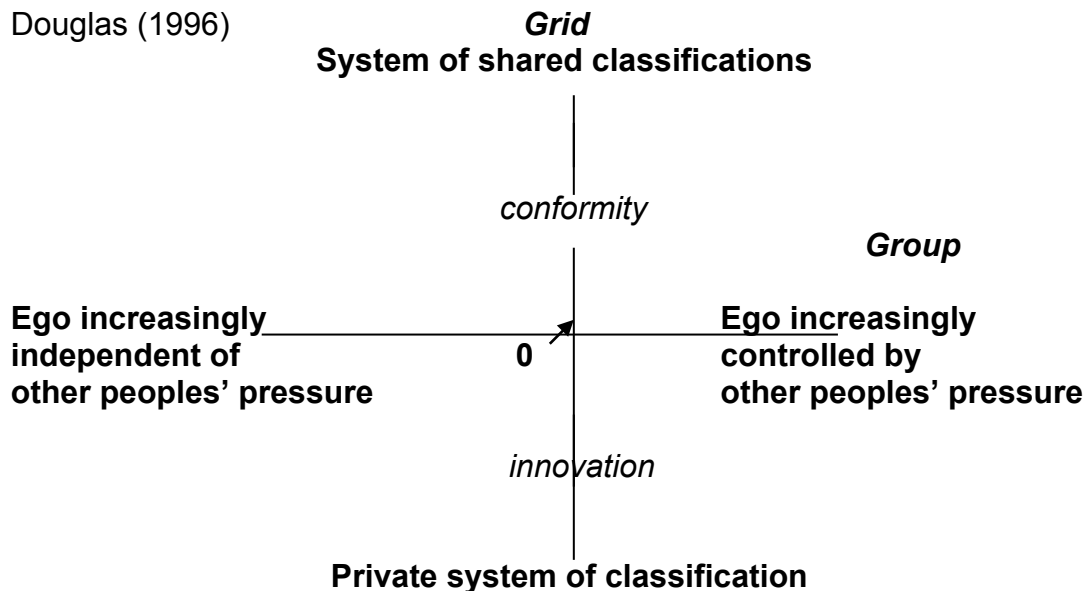 Douglas (1996)
Grid
System of shared classifications
conformity
Group
Ego increasingly
independent of
other peoples’ pressure
0
Ego increasingly
controlled by
other peoples’ pressure
innovation
Private system of classification